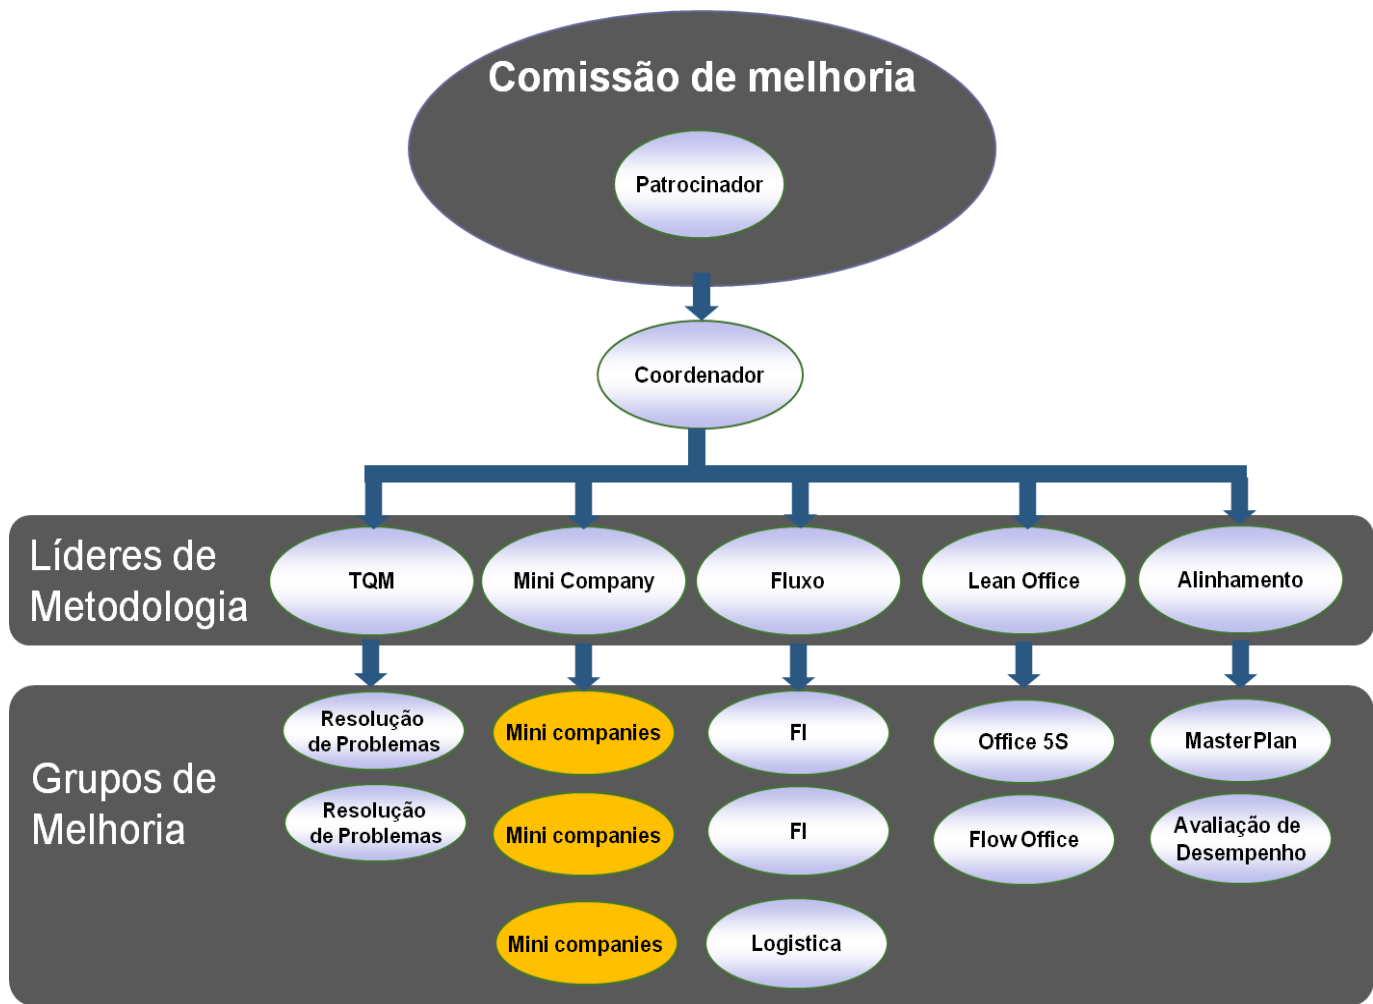 Comissão de melhoria
Patrocinador
Coordenador
Líderes de
Metodologia
TQM
Mini Company
Fluxo
Lean Office
Alinhamento
Grupos de
Melhoria
Resolução
de Problemas
Mini companies
FI
Office 5S
MasterPlan
Resolução
de Problemas
Mini companies
FI
Flow Office
Avaliação de
Desempenho
Mini companies
Logistica